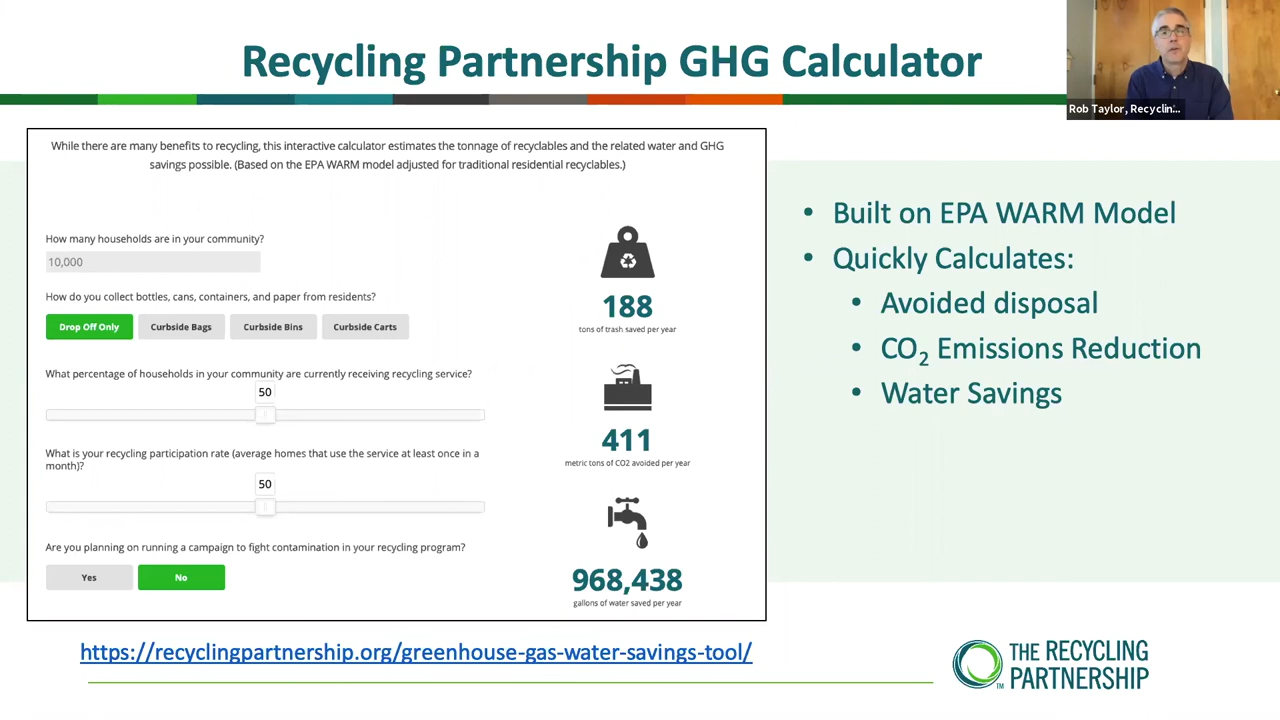 Recycling Partnership GHG Calculator
Rob Taylor, Recyclin...
While there are many benefits to recycling, this interactive calculator estimates the tonnage of recyclables and the related water and GHG
savings possible. (Based on the EPA WARM model adjusted for traditional residential recyclables.)
How many households are in your community?
10,000
How do you collect bottles, cans, containers, and paper from residents?
Drop Off Only
Curbside Bags
Curbside Bins
Curbside Carts
What percentage of households in your community are currently receiving recycling service?
50
What is your recycling participation rate (average homes that use the service at least once in a
month)?
50
Are you planning on running a campaign to fight contamination in your recycling program?
Yes
No
188
tons of trash saved per year
411
metric tons of CO2 avoided per year
968,438
gallons of water saved per year
• Built on EPA WARM Model
• Quickly Calculates:
• Avoided disposal
• CO₂ Emissions Reduction
• Water Savings
https://recyclingpartnership.org/greenhouse-gas-water-savings-tool/
THE RECYCLING
PARTNERSHIP
TM